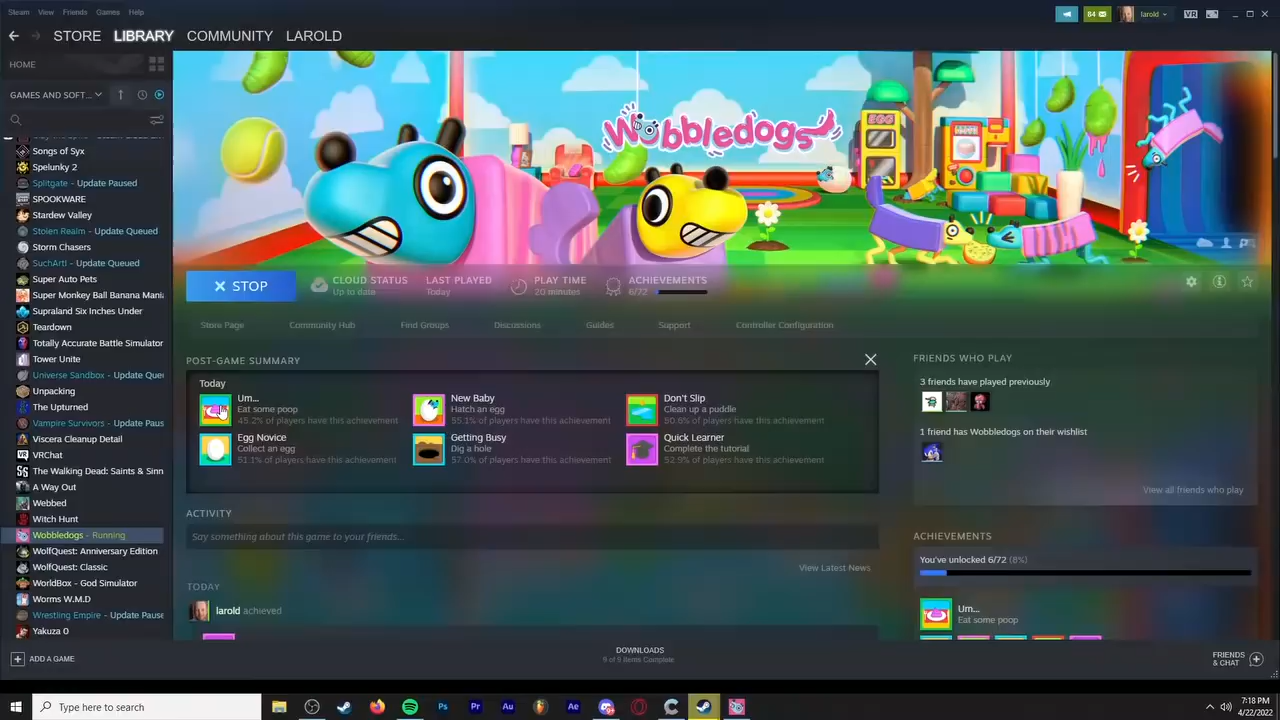 Steam View Friends Games Help
84 larold VR
STORE LIBRARY COMMUNITY LAROLD
HOME
GAMES AND SOFT...
Songs of Syx
Spelunky 2
Splitgate - Update Paused
SPOOKWARE
Stardew Valley
Stolen Realm - Update Queued
Storm Chasers
SuchArt! - Update Queued
Super Auto Pets
Super Monkey Ball Banana Mania
Supraland Six Inches Under
Teardown
Totally Accurate Battle Simulator
Tower Unite
Universe Sandbox - Update Queu
Unpacking
The Upturned
Vampire Survivors - Update Paus
Viscera Cleanup Detail
VRChat
The Walking Dead: Saints & Sinn
A Way Out
Webbed
Witch Hunt
Wobbledogs - Running
WolfQuest: Anniversary Edition
WolfQuest: Classic
WorldBox - God Simulator
Worms W.M.D
Wrestling Empire - Update Pause
Yakuza 0
ADD A GAME
Wobbledogs
EGG
STOP
CLOUD STATUS
Up to date
LAST PLAYED
Today
PLAY TIME
20 minutes
ACHIEVEMENTS
6/72
Store Page Community Hub Find Groups Discussions Guides Support Controller Configuration
POST-GAME SUMMARY
Today
Um...
Eat some poop
45.2% of players have this achievement
New Baby
Hatch an egg
55.1% of players have this achievement
Don't Slip
Clean up a puddle
50.6% of players have this achievement
Egg Novice
Collect an egg
51.1% of players have this achievement
Getting Busy
Dig a hole
57.0% of players have this achievement
Quick Learner
Complete the tutorial
52.9% of players have this achievement
ACTIVITY
Say something about this game to your friends...
View Latest News
TODAY
larold achieved
FRIENDS WHO PLAY
3 friends have played previously
1 friend has Wobbledogs on their wishlist
View all friends who play
ACHIEVEMENTS
You've unlocked 6/72 (8%)
Um...
Eat some poop
DOWNLOADS
9 of 9 Items Complete
FRIENDS
& CHAT
Type here to search
Ps Pr Au Ae
7:18 PM
4/22/2022